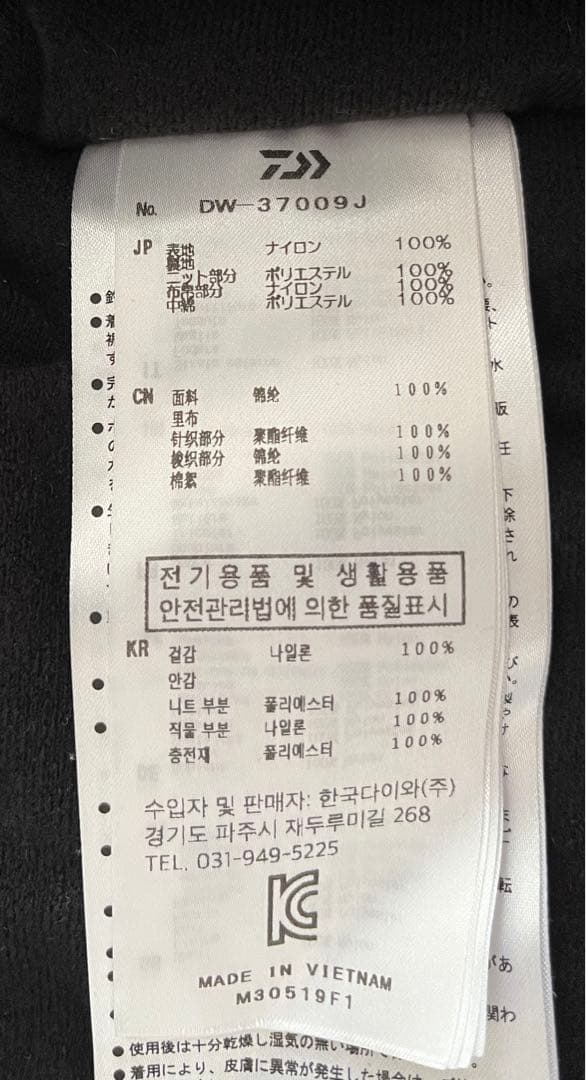 No. DW-37009J
JP 表地 ナイロン 100%
裏地
ニット部分 ポリエステル 100%
布帛部分 ナイロン 100%
中綿 ポリエステル 100%
CN 面料 锦纶 100%
里布
针织部分 聚酯纤维 100%
梭织部分 锦纶 100%
棉絮 聚酯纤维 100%
전기용품 및 생활용품
안전관리법에 의한 품질표시
KR 겉감 나일론 100%
안감
니트 부분 폴리에스터 100%
직물 부분 나일론 100%
충전재 폴리에스터 100%
수입자 및 판매자: 한국다이와(주)
경기도 파주시 재두루미길 268
TEL. 031-949-5225
MADE IN VIETNAM
M30519F1
●使用後は十分乾燥し湿気の無い場所で
●着用により、皮膚に異常が発生した場合は